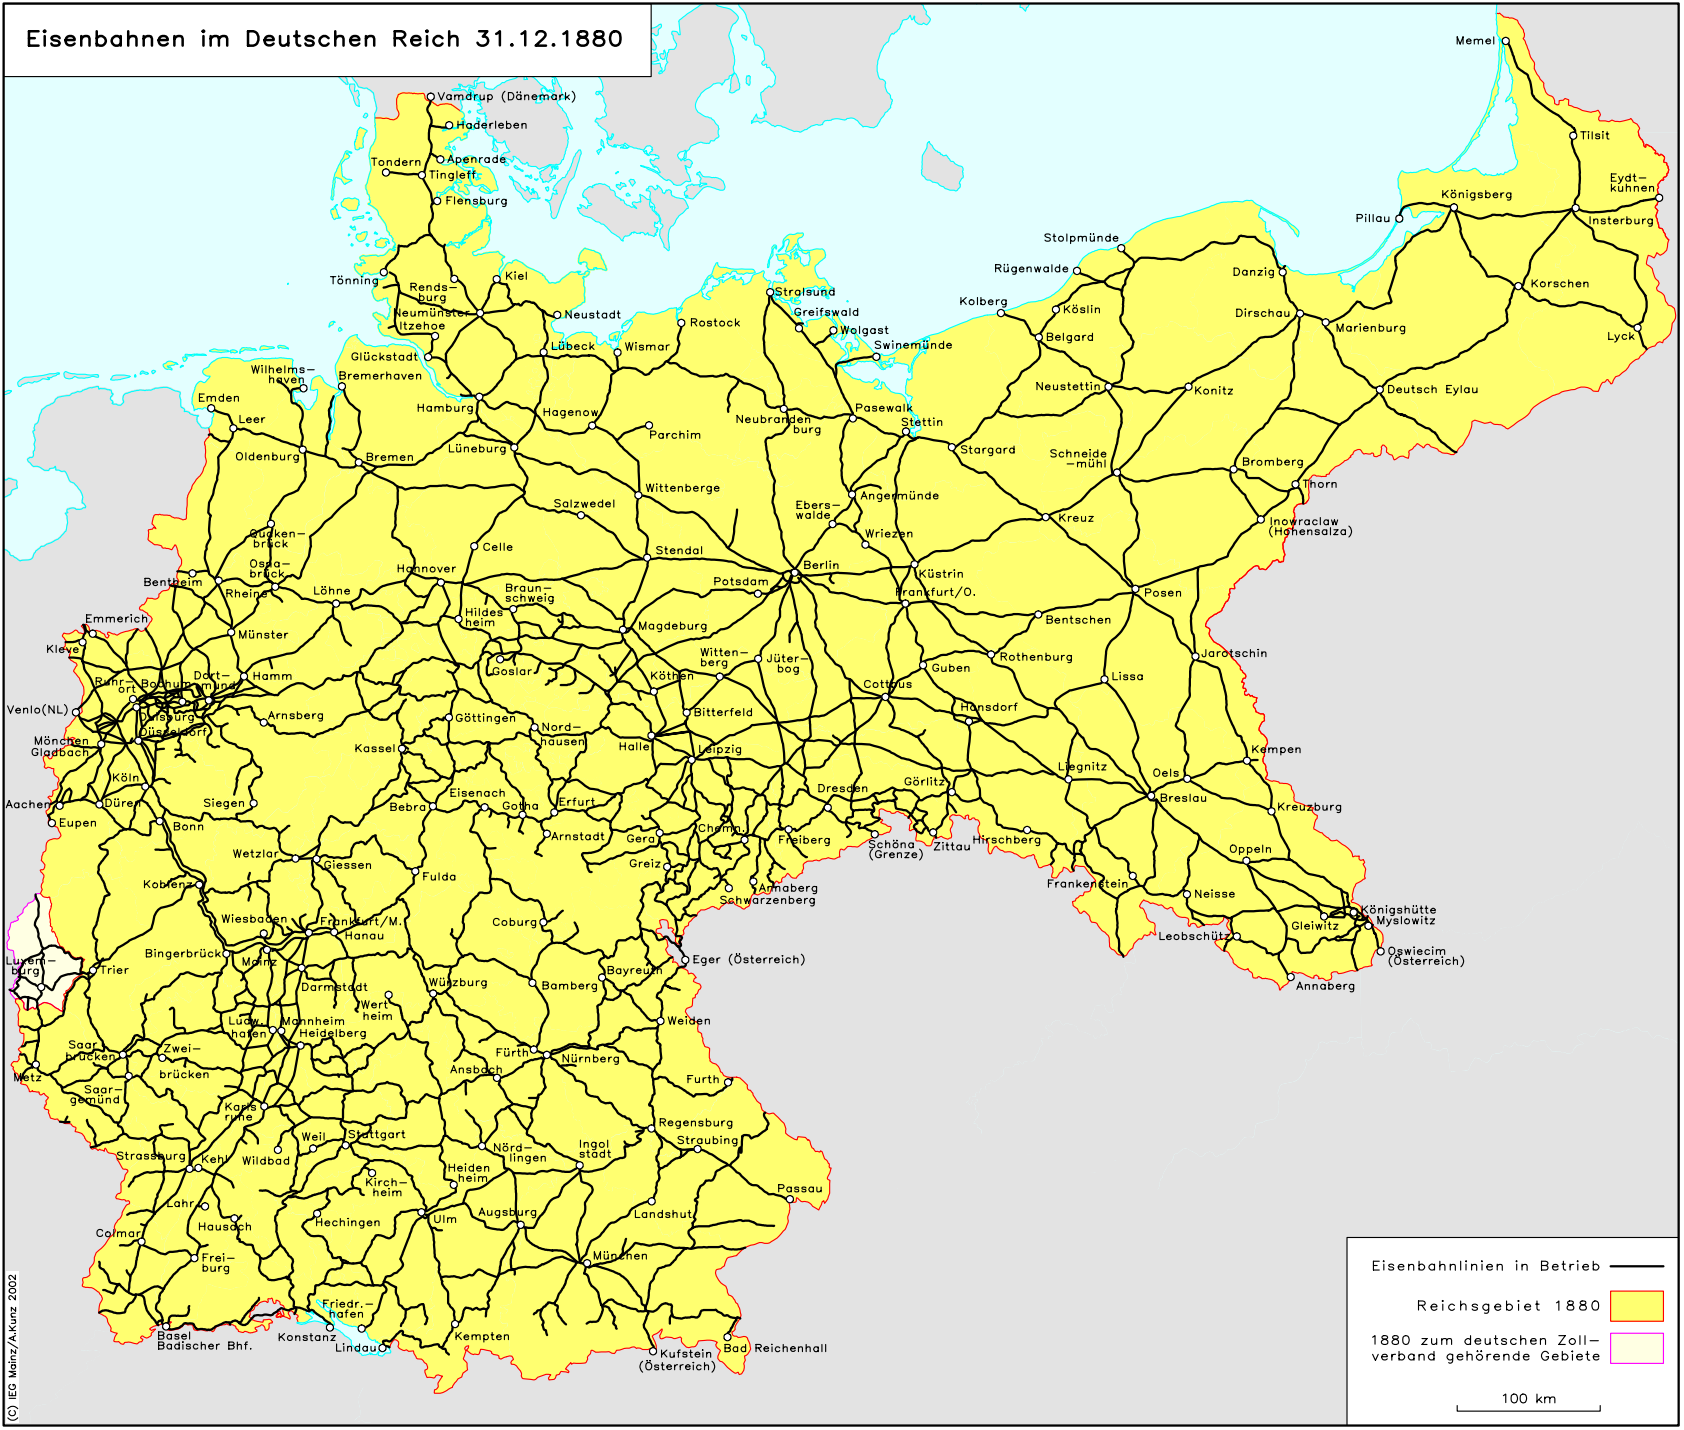 Eisenbahnen im Deutschen Reich 31.12.1880
Memel
Vamdrup (Dänemark)
Haderleben
Tilsit
Apenrade
Tondern
Tingleff
Eydt-
kuhnen
Königsberg
Flensburg
Pillau
Insterburg
Stolpmünde
Rügenwalde
Danzig
Tönning
Rends-
burg
Kiel
Korschen
Stralsund
Kolberg
Köslin
Dirschau
Marienburg
Neumünster
Itzehoe
Neustadt
Rostock
Greifswald
Wolgast
Swinemünde
Belgard
Lyck
Glückstadt
Lübeck
Wismar
Wilhelms-
haven
Bremerhaven
Neustettin
Konitz
Deutsch Eylau
Emden
Leer
Hamburg
Hagenow
Parchim
Neubranden
burg
Pasewalk
Stettin
Stargard
Oldenburg
Bremen
Lüneburg
Schneide
-mühl
Bromberg
Thorn
Wittenberge
Salzwedel
Angermünde
Ebers-
walde
Kreuz
Inowraclaw
(Hohensalza)
Quaken-
brück
Wriezen
Celle
Stendal
Osna-
brück
Bentheim
Rheine
Hannover
Löhne
Braun-
schweig
Potsdam
Berlin
Küstrin
Frankfurt/O.
Posen
Emmerich
Kleve
Münster
Hildes
heim
Magdeburg
Bentschen
Jarotschin
Goslar
Witten-
berg
Jüter-
bog
Guben
Rothenburg
Lissa
Ruhr-
ort
Bochum
Dort-
mund
Hamm
Köthen
Cottbus
Venlo(NL)
Duisburg
Düsseldorf
Arnsberg
Göttingen
Nord-
hausen
Bitterfeld
Hansdorf
Mönchen
Gladbach
Kassel
Halle
Leipzig
Kempen
Köln
Liegnitz
Oels
Aachen
Düren
Siegen
Bebra
Eisenach
Gotha
Erfurt
Dresden
Görlitz
Breslau
Kreuzburg
Eupen
Bonn
Arnstadt
Gera
Chemn.
Freiberg
Schöna
(Grenze)
Zittau
Hirschberg
Wetzlar
Giessen
Greiz
Oppeln
Koblenz
Fulda
Annaberg
Schwarzenberg
Frankenstein
Neisse
Wiesbaden
Frankfurt/M.
Hanau
Coburg
Gleiwitz
Königshütte
Myslowitz
Leobschütz
Bingerbrück
Mainz
Eger (Österreich)
Oswiecim
(Österreich)
Luxem-
burg
Trier
Darmstadt
Wert
heim
Würzburg
Bamberg
Bayreuth
Annaberg
Ludw.
hafen
Mannheim
Heidelberg
Weiden
Saar
brücken
Zwei-
brücken
Fürth
Nürnberg
Metz
Saar-
gemünd
Ansbach
Furth
Karls
ruhe
Regensburg
Weil
Stuttgart
Straubing
Strassburg
Kehl
Wildbad
Nörd-
lingen
Ingol
stadt
Kirch-
heim
Heiden
heim
Passau
Lahr
Hausach
Hechingen
Ulm
Augsburg
Landshut
Colmar
Frei-
burg
München
Friedr.-
hafen
Basel
Badischer Bhf.
Konstanz
Lindau
Kempten
Kufstein
(Österreich)
Bad Reichenhall
Eisenbahnlinien in Betrieb
Reichsgebiet 1880
1880 zum deutschen Zoll-
verband gehörende Gebiete
100 km
(C) IEG Mainz/A.Kunz 2002